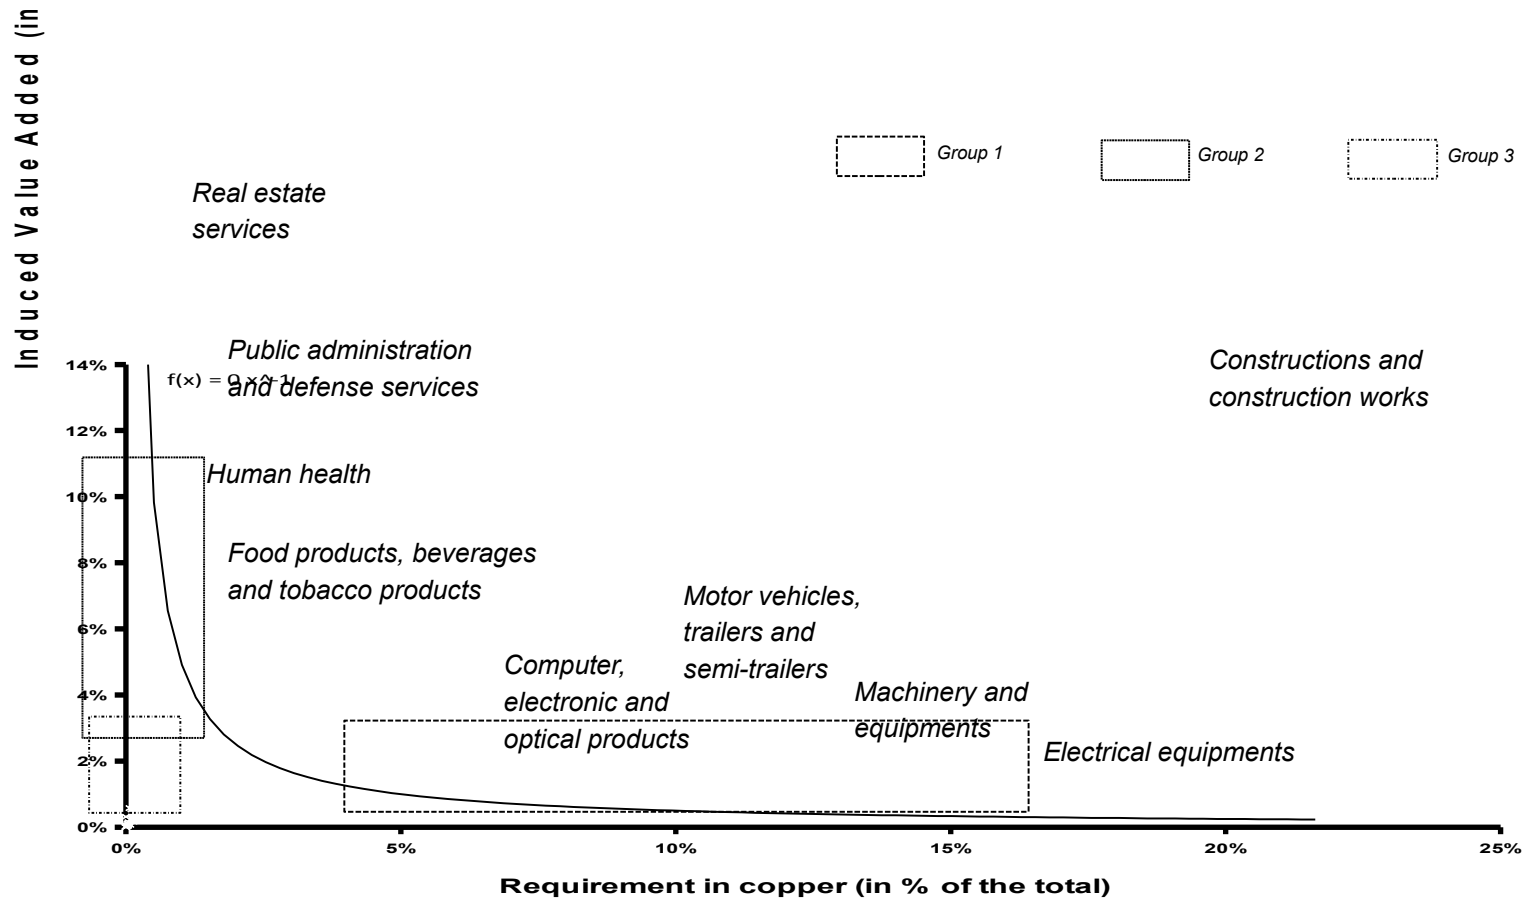 Induced Value Added (in
Group 1
Group 2
Group 3
Real estate
services
Public administration
and defense services
f(x) = 0 x^-1
Constructions and
construction works
Human health
Food products, beverages
and tobacco products
Motor vehicles,
trailers and
semi-trailers
Computer,
electronic and
optical products
Machinery and
equipments
Electrical equipments
14%
12%
10%
8%
6%
4%
2%
0%
0%
5%
10%
15%
20%
25%
Requirement in copper (in % of the total)